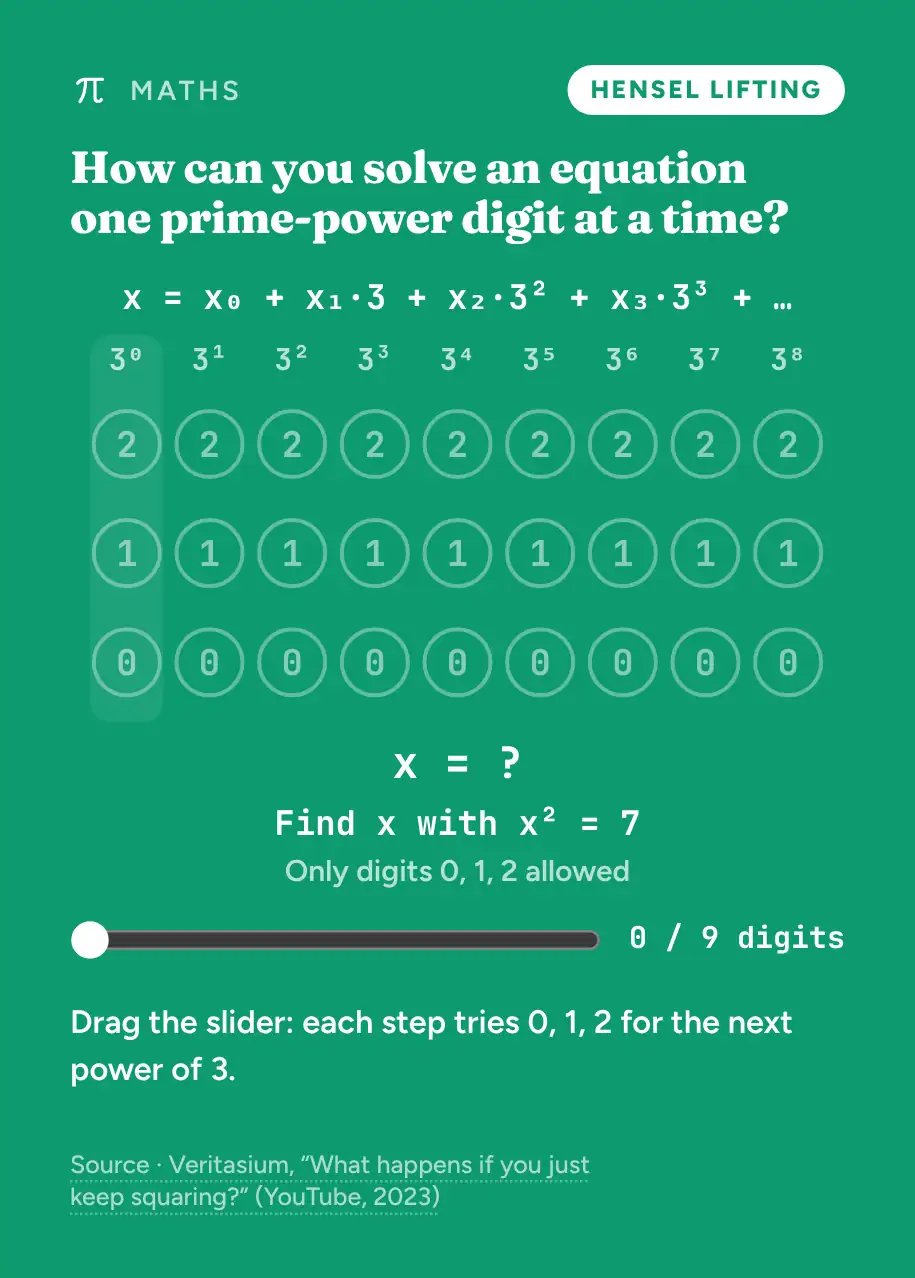 π MATHS
HENSEL LIFTING
How can you solve an equation
one prime-power digit at a time?
x = x₀ + x₁·3 + x₂·3² + x₃·3³ + …
3⁰ 3¹ 3² 3³ 3⁴ 3⁵ 3⁶ 3⁷ 3⁸
2 2 2 2 2 2 2 2 2
1 1 1 1 1 1 1 1 1
0 0 0 0 0 0 0 0 0
x = ?
Find x with x² = 7
Only digits 0, 1, 2 allowed
0 / 9 digits
Drag the slider: each step tries 0, 1, 2 for the next
power of 3.
Source · Veritasium, “What happens if you just
keep squaring?” (YouTube, 2023)